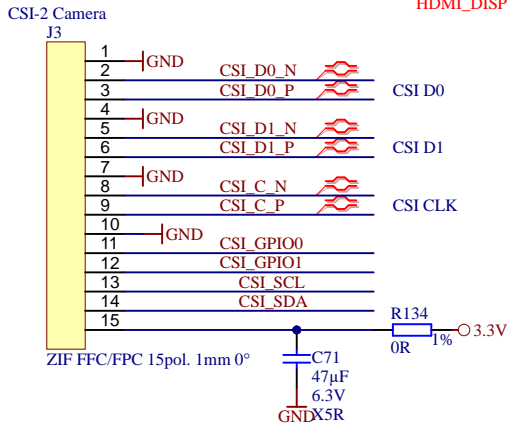 HDMI_DISP
CSI-2 Camera
J3
1
GND
2
CSI_D0_N
3
CSI_D0_P
CSI D0
4
GND
5
CSI_D1_N
6
CSI_D1_P
CSI D1
7
GND
8
CSI_C_N
9
CSI_C_P
CSI CLK
10
GND
11
CSI_GPIO0
12
CSI_GPIO1
13
CSI_SCL
14
CSI_SDA
15
R134
3.3V
0R
1%
ZIF FFC/FPC 15pol. 1mm 0°
C71
47µF
6.3V
X5R
GND